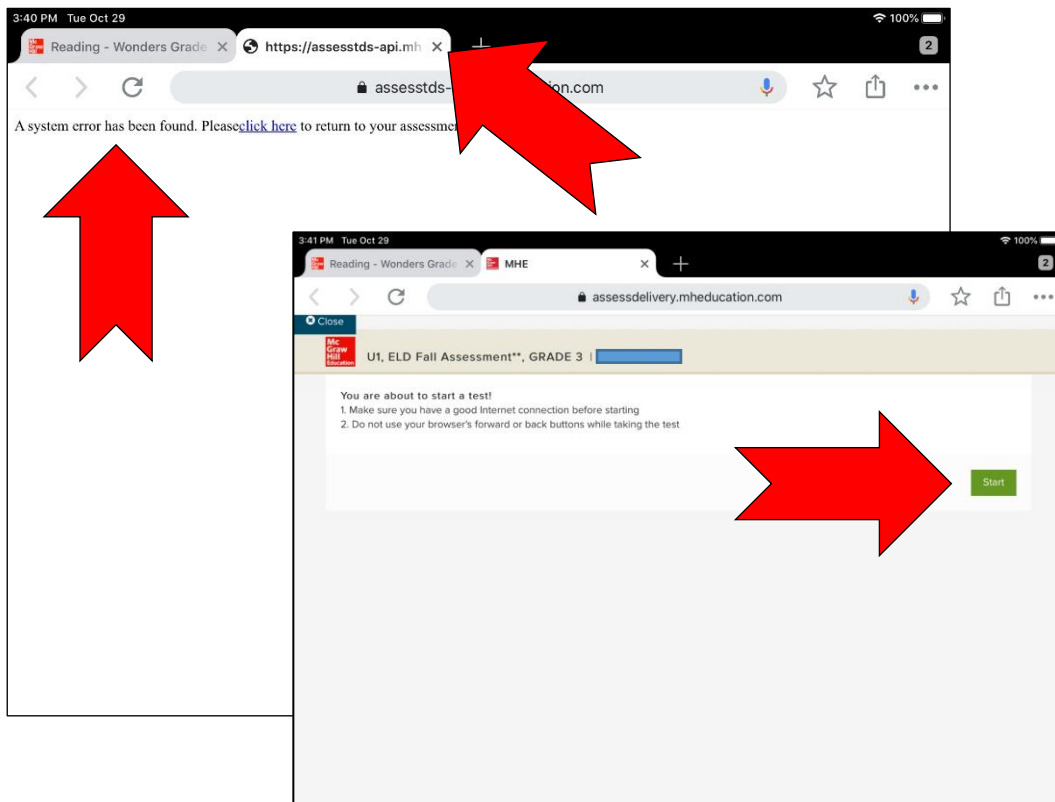 3:40 PM Tue Oct 29
100%
Reading - Wonders Grade
https://assesstds-api.mh
2
assesstds-
on.com
A system error has been found. Pleaseclick here to return to your
3:41 PM Tue Oct 29
100%
Reading - Wonders Grade
MHE
2
assessdelivery.mheducation.com
Close
Mc
Graw
Hill
Education
U1, ELD Fall Assessment**, GRADE 3 |
You are about to start a test!
1. Make sure you have a good Internet connection before starting
2. Do not use your browser's forward or back buttons while taking the test
Start